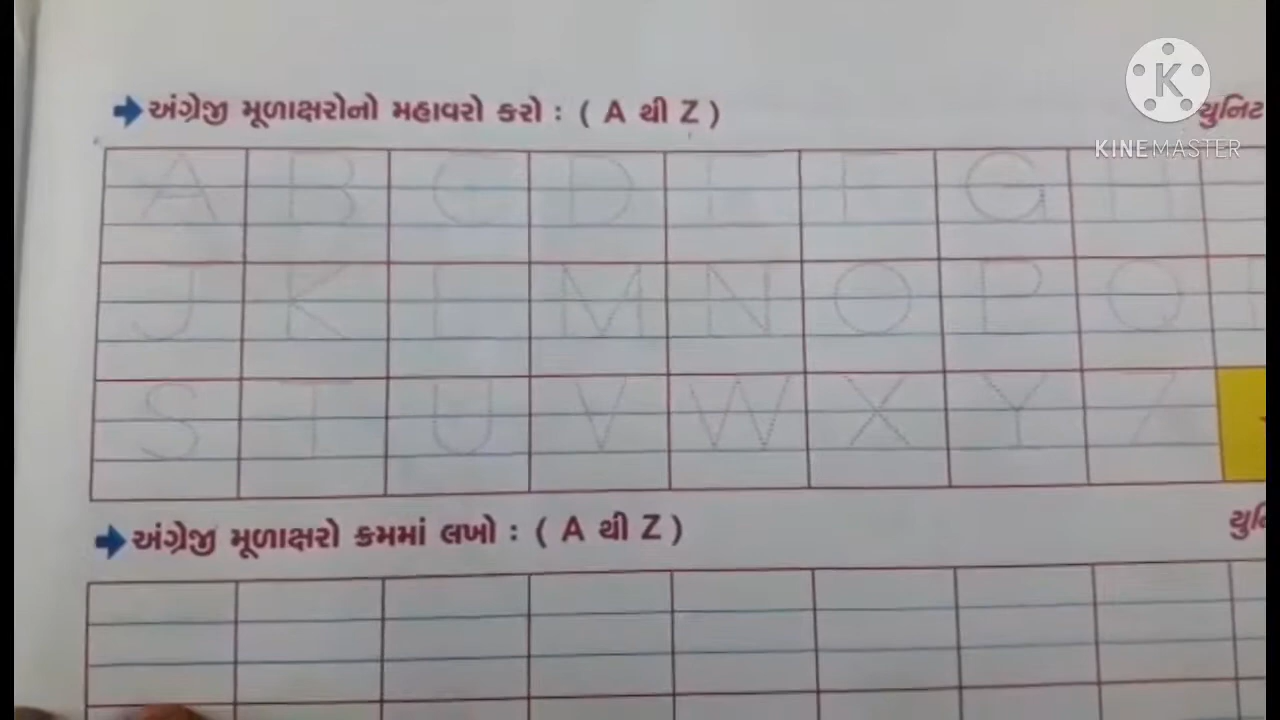 K
KINEMASTER
➔ અંગ્રેજી મૂળાક્ષરોનો મહાવરો કરો : ( A થી Z )
યુનિટ
A B C D E F G H
J K L M N O P Q
S T U V W X Y Z
➔ અંગ્રેજી મૂળાક્ષરો ક્રમમાં લખો : ( A થી Z )